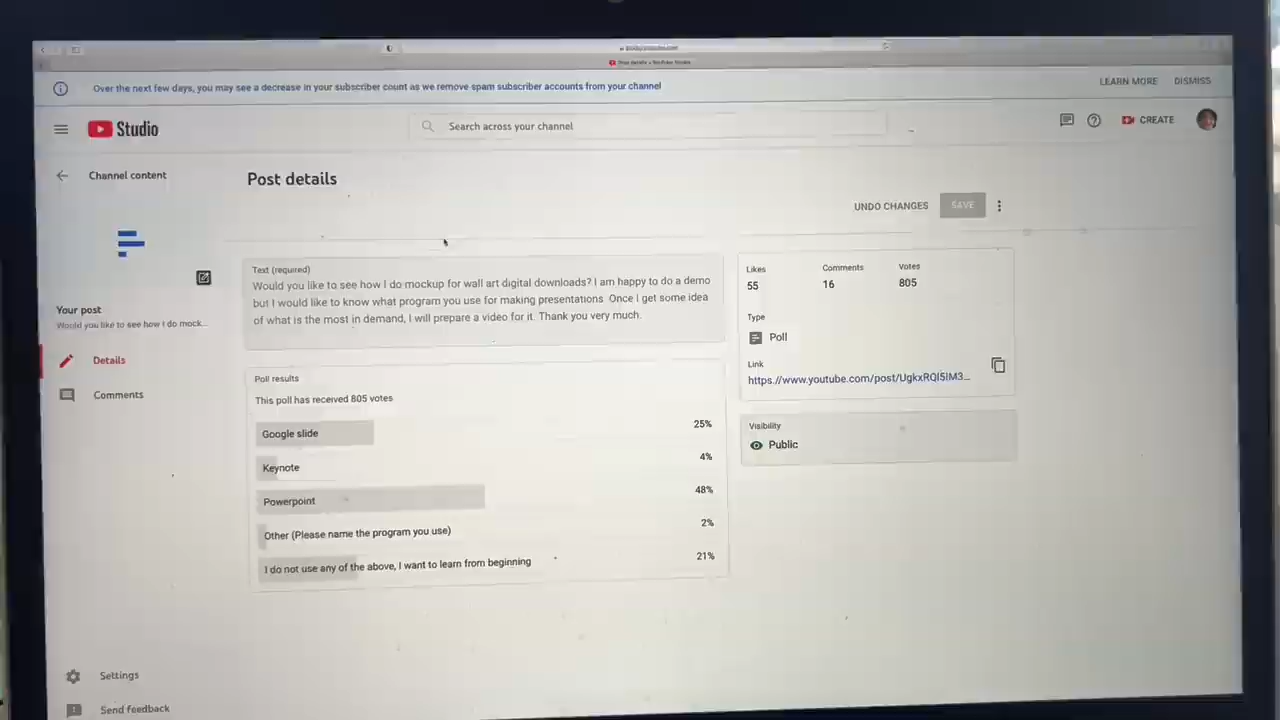 Over the next few days, you may see a decrease in your subscriber count as we remove spam subscriber accounts from your channel
LEARN MORE
DISMISS
Studio
Search across your channel
CREATE
Channel content
Post details
UNDO CHANGES
SAVE
Text (required)
Would you like to see how I do mockup for wall art digital downloads? I am happy to do a demo
but I would like to know what program you use for making presentations. Once I get some idea
of what is the most in demand, I will prepare a video for it. Thank you very much.
Likes
55
Comments
16
Votes
805
Type
Poll
Link
https://www.youtube.com/post/UgkxRQl5IM3...
Visibility
Public
Your post
Would you like to see how I do mock...
Details
Comments
Poll results
This poll has received 805 votes
Google slide
25%
Keynote
4%
Powerpoint
48%
Other (Please name the program you use)
2%
I do not use any of the above, I want to learn from beginning
21%
Settings
Send feedback